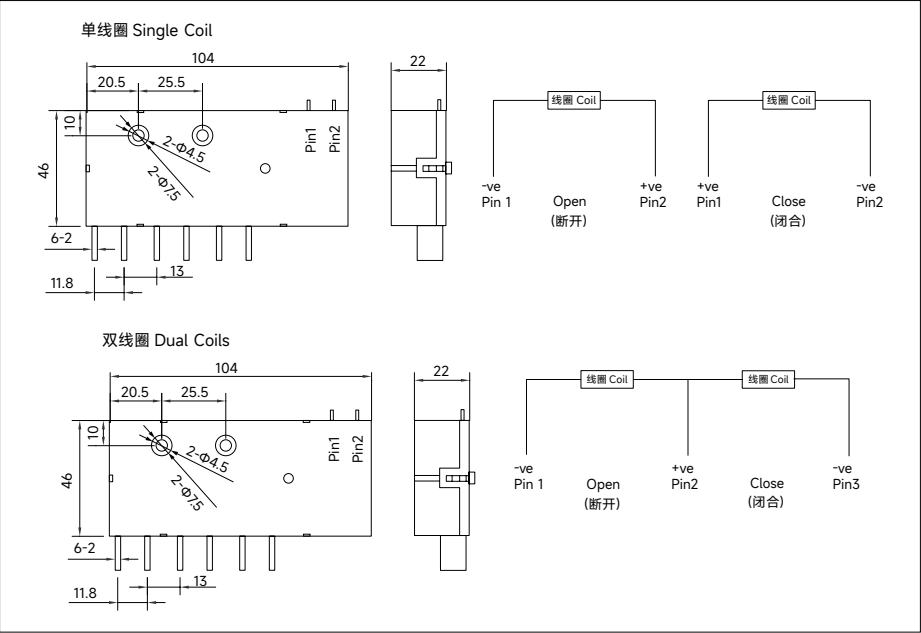 单线圈 Single Coil
104
20.5
25.5
10
46
2-Φ4.5
2-Φ7.5
Pin1
Pin2
6-2
13
11.8
22
线圈 Coil
-ve
Pin 1
Open
(断开)
+ve
Pin2
线圈 Coil
+ve
Pin1
Close
(闭合)
-ve
Pin2
双线圈 Dual Coils
104
20.5
25.5
10
46
2-Φ4.5
2-Φ7.5
Pin1
Pin2
6-2
13
11.8
22
线圈 Coil
线圈 Coil
-ve
Pin 1
Open
(断开)
+ve
Pin2
Close
(闭合)
-ve
Pin3